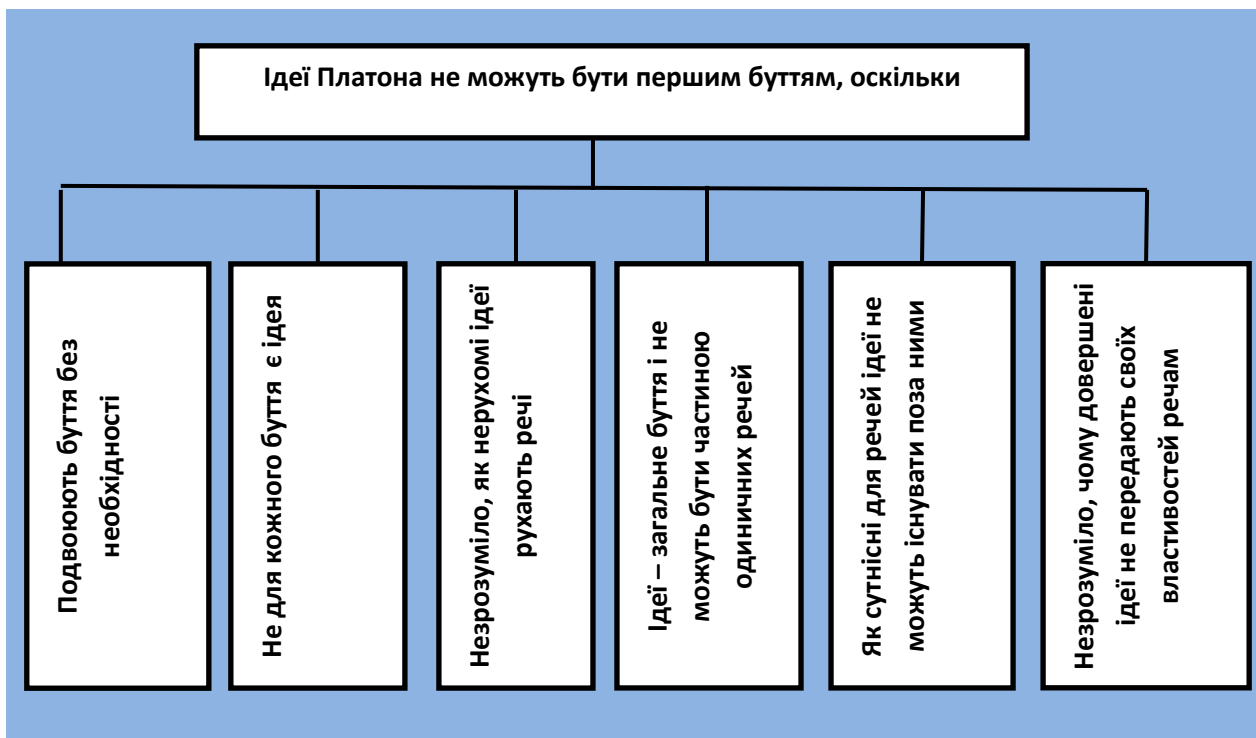 Ідеї Платона не можуть бути першим буттям, оскільки
Подвоюють буття без
необхідності
Не для кожного буття є ідея
Незрозуміло, як нерухомі ідеї
рухають речі
Ідеї – загальне буття і не
можуть бути частиною
одиничних речей
Як сутнісні для речей ідеї не
можуть існувати поза ними
Незрозуміло, чому довершені
ідеї не передають своїх
властивостей речам